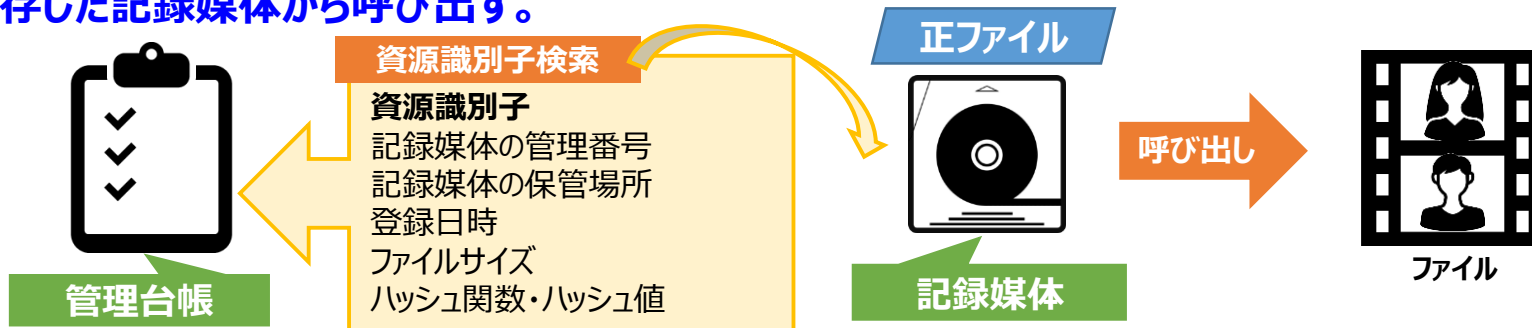 存した記録媒体から呼び出す。
資源識別子検索
資源識別子
記録媒体の管理番号
記録媒体の保管場所
登録日時
ファイルサイズ
ハッシュ関数・ハッシュ値
管理台帳
正ファイル
記録媒体
呼び出し
ファイル